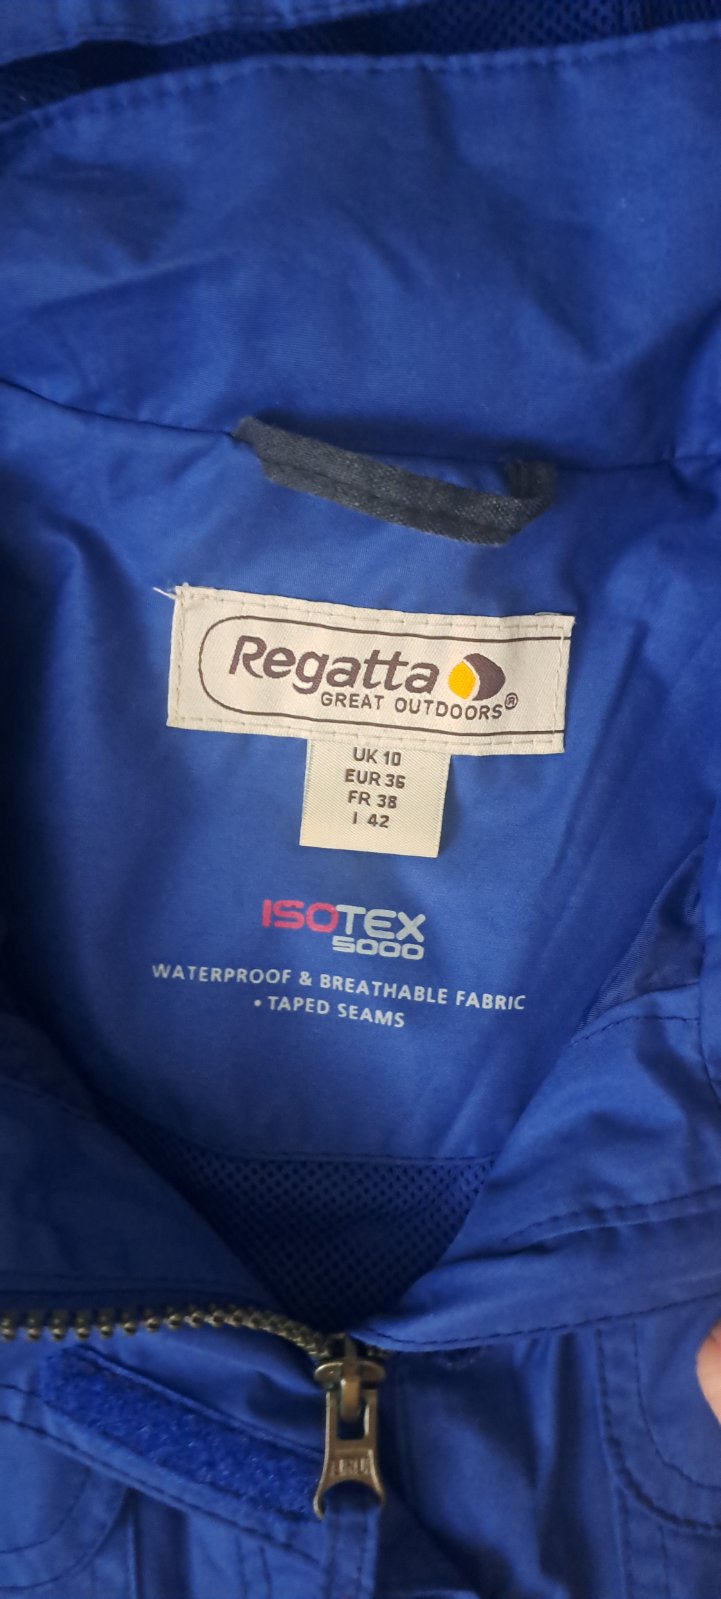 Regatta
GREAT OUTDOORS®
UK 10
EUR 36
FR 38
I 42
ISOTEX
5000
WATERPROOF & BREATHABLE FABRIC
• TAPED SEAMS